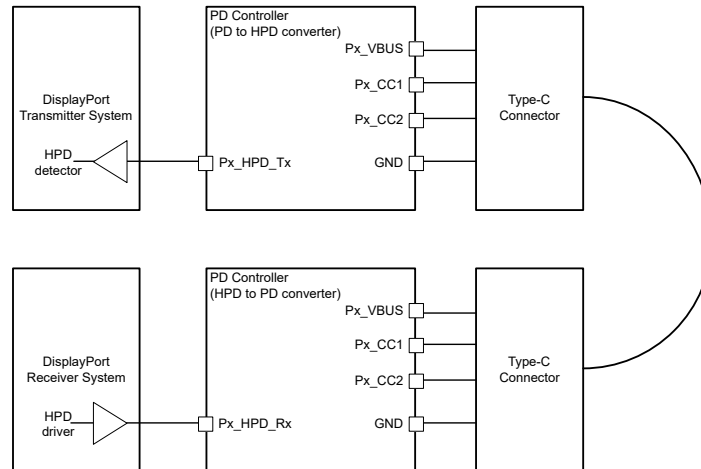 PD Controller
(PD to HPD converter)
Px_VBUS
Px_CC1
Px_CC2
GND
Px_HPD_Tx
DisplayPort
Transmitter System
HPD
detector
Type-C
Connector
PD Controller
(HPD to PD converter)
Px_VBUS
Px_CC1
Px_CC2
GND
Px_HPD_Rx
DisplayPort
Receiver System
HPD
driver
Type-C
Connector